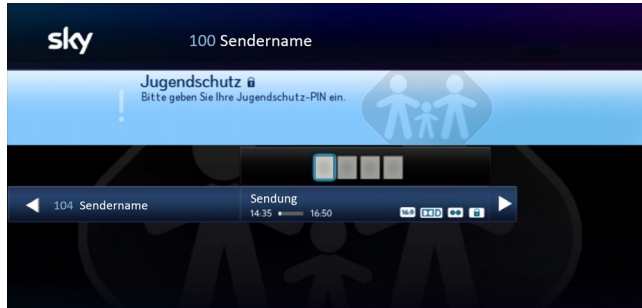 sky
100 Sendername
Jugendschutz
Bitte geben Sie Ihre Jugendschutz-PIN ein.
104 Sendername
Sendung
14:35 16:50
16:9